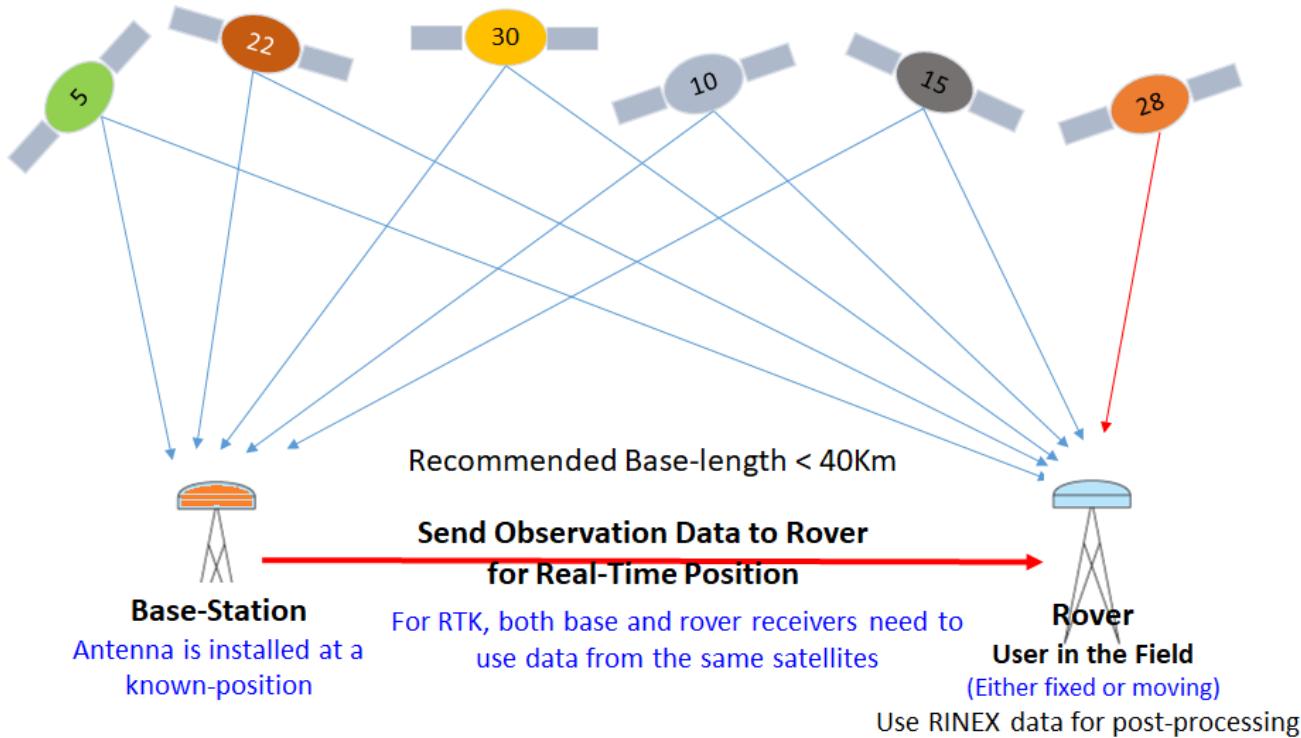 5
22
30
10
15
28
Recommended Base-length < 40Km
Send Observation Data to Rover
for Real-Time Position
Base-Station
Antenna is installed at a
known-position
For RTK, both base and rover receivers need to
use data from the same satellites
Rover
User in the Field
(Either fixed or moving)
Use RINEX data for post-processing